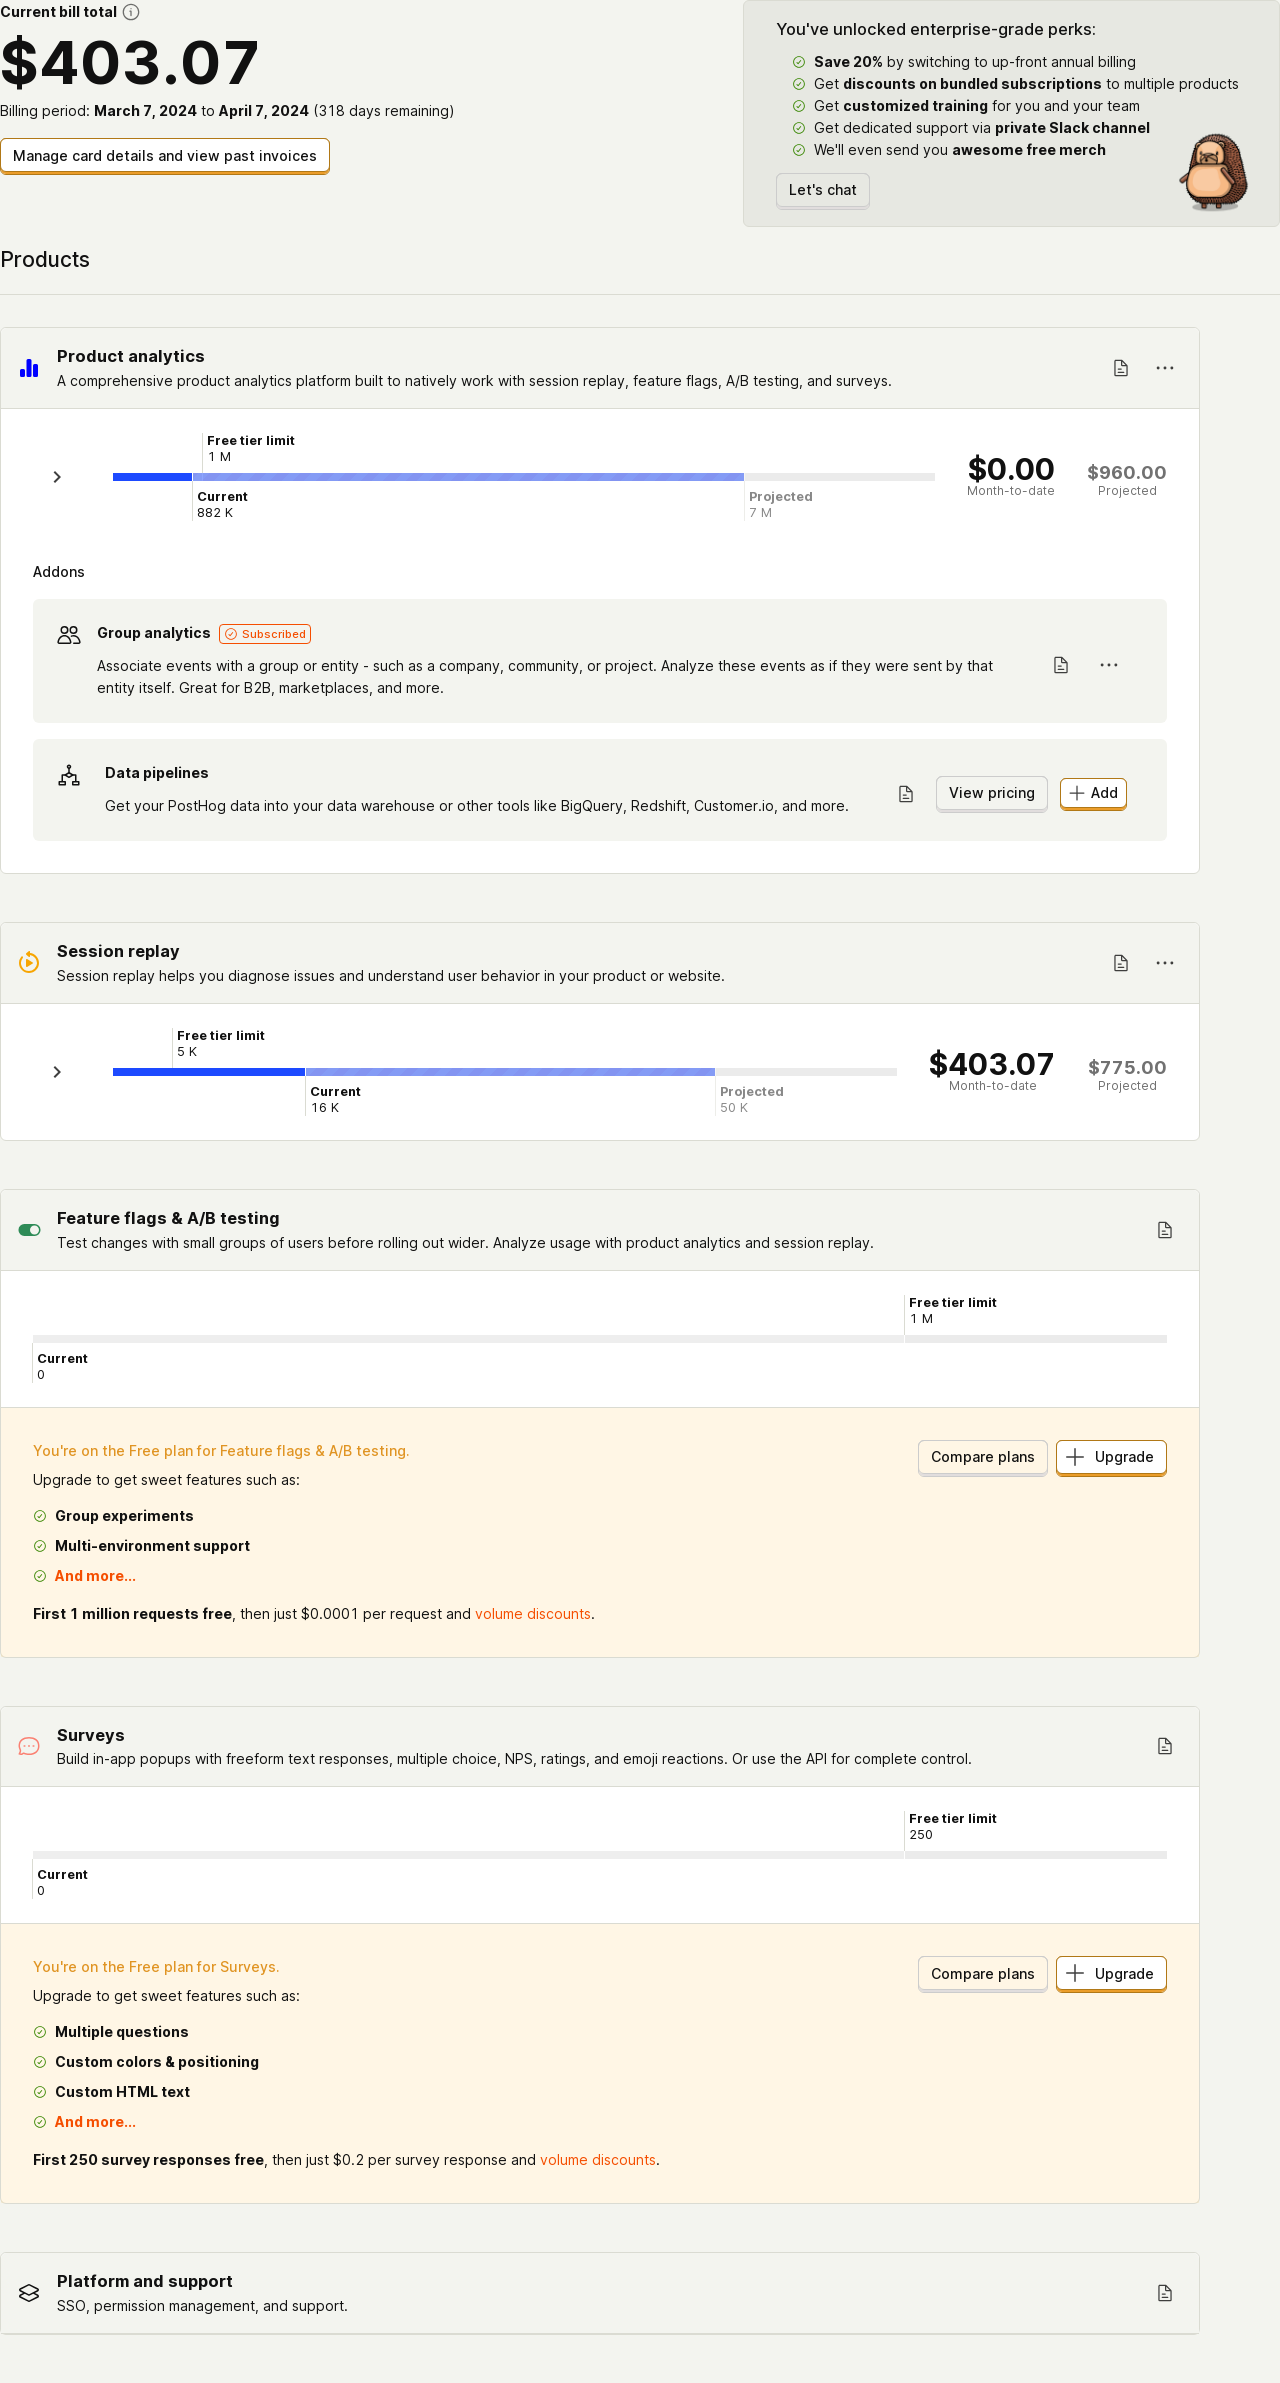 Current bill total
$403.07
Billing period: March 7, 2024 to April 7, 2024 (318 days remaining)
Manage card details and view past invoices
You've unlocked enterprise-grade perks:
Save 20% by switching to up-front annual billing
Get discounts on bundled subscriptions to multiple products
Get customized training for you and your team
Get dedicated support via private Slack channel
We'll even send you awesome free merch
Let's chat
Products
Product analytics
A comprehensive product analytics platform built to natively work with session replay, feature flags, A/B testing, and surveys.
Free tier limit
1 M
Current
882 K
Projected
7 M
$0.00
Month-to-date
$960.00
Projected
Addons
Group analytics Subscribed
Associate events with a group or entity - such as a company, community, or project. Analyze these events as if they were sent by that
entity itself. Great for B2B, marketplaces, and more.
Data pipelines
Get your PostHog data into your data warehouse or other tools like BigQuery, Redshift, Customer.io, and more.
View pricing
Add
Session replay
Session replay helps you diagnose issues and understand user behavior in your product or website.
Free tier limit
5 K
Current
16 K
Projected
50 K
$403.07
Month-to-date
$775.00
Projected
Feature flags & A/B testing
Test changes with small groups of users before rolling out wider. Analyze usage with product analytics and session replay.
Free tier limit
1 M
Current
0
You're on the Free plan for Feature flags & A/B testing.
Compare plans
Upgrade
Upgrade to get sweet features such as:
Group experiments
Multi-environment support
And more...
First 1 million requests free, then just $0.0001 per request and volume discounts.
Surveys
Build in-app popups with freeform text responses, multiple choice, NPS, ratings, and emoji reactions. Or use the API for complete control.
Free tier limit
250
Current
0
You're on the Free plan for Surveys.
Compare plans
Upgrade
Upgrade to get sweet features such as:
Multiple questions
Custom colors & positioning
Custom HTML text
And more...
First 250 survey responses free, then just $0.2 per survey response and volume discounts.
Platform and support
SSO, permission management, and support.